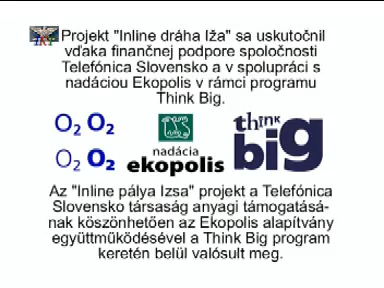 Projekt "Inline dráha Iža" sa uskutočnil
vďaka finančnej podpore spoločnosti
Telefónica Slovensko a v spolupráci s
nadáciou Ekopolis v rámci programu
Think Big.
O2 O2
O2 O2
nadácia
ekopolis
think
big
Az "Inline pálya Izsa" projekt a Telefónica
Slovensko társaság anyagi támogatásá-
nak köszönhetően az Ekopolis alapítvány
együttműködésével a Think Big program
keretén belül valósult meg.